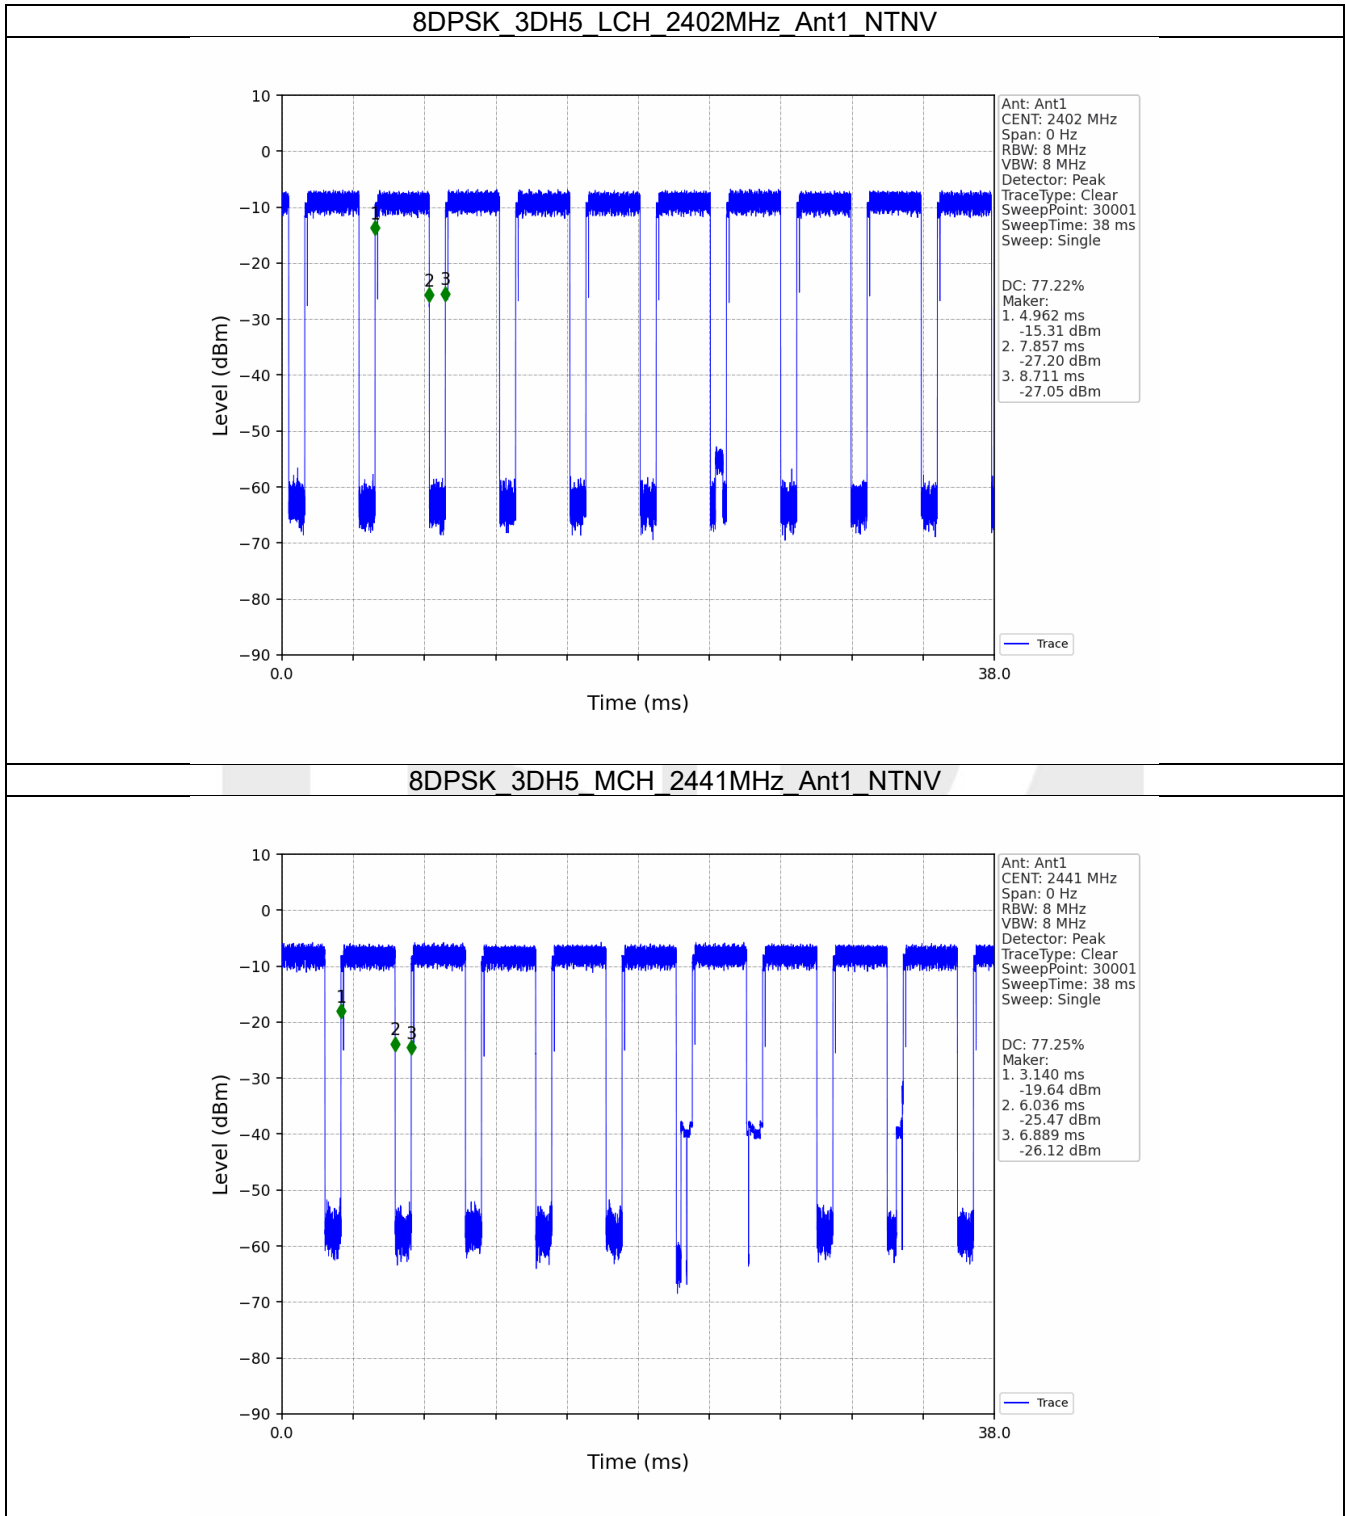 8DPSK_3DH5_LCH_2402MHz_Ant1_NTNV
10
0
−10
−20
−30
−40
−50
−60
−70
−80
−90
Level (dBm)
1
2
3
0.0
38.0
Time (ms)
Ant: Ant1
CENT: 2402 MHz
Span: 0 Hz
RBW: 8 MHz
VBW: 8 MHz
Detector: Peak
TraceType: Clear
SweepPoint: 30001
SweepTime: 38 ms
Sweep: Single
DC: 77.22%
Maker:
1. 4.962 ms
-15.31 dBm
2. 7.857 ms
-27.20 dBm
3. 8.711 ms
-27.05 dBm
Trace
8DPSK_3DH5_MCH_2441MHz_Ant1_NTNV
10
0
−10
−20
−30
−40
−50
−60
−70
−80
−90
Level (dBm)
1
2
3
0.0
38.0
Time (ms)
Ant: Ant1
CENT: 2441 MHz
Span: 0 Hz
RBW: 8 MHz
VBW: 8 MHz
Detector: Peak
TraceType: Clear
SweepPoint: 30001
SweepTime: 38 ms
Sweep: Single
DC: 77.25%
Maker:
1. 3.140 ms
-19.64 dBm
2. 6.036 ms
-25.47 dBm
3. 6.889 ms
-26.12 dBm
Trace